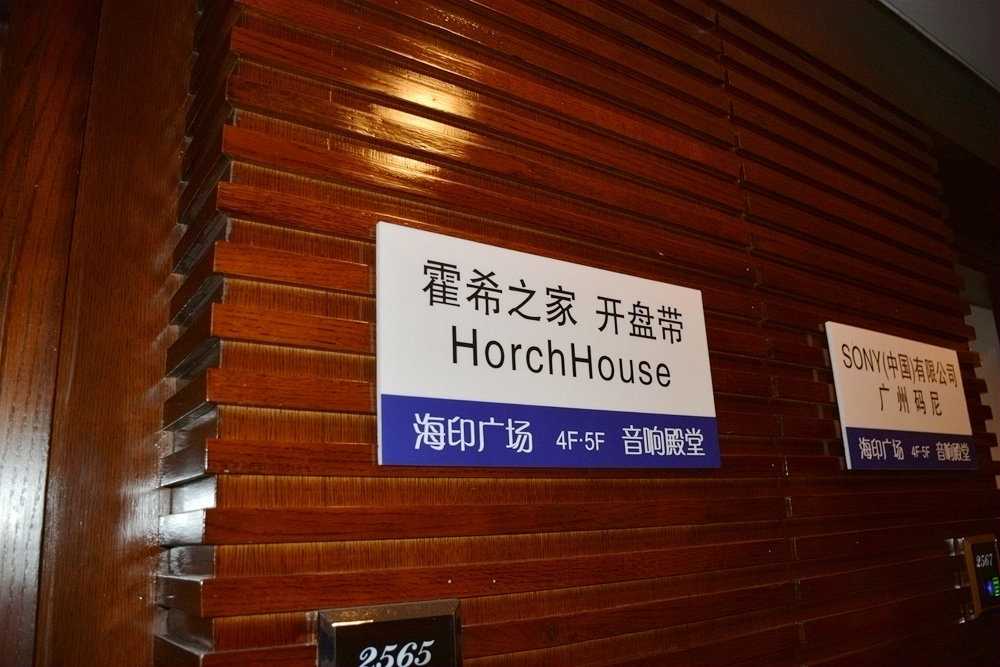 霍希之家 开盘带
HorchHouse
海印广场 4F·5F 音响殿堂
SONY(中国)有限公司
广州码尼
海印广场 4F·5F 音响殿堂
2565
2567